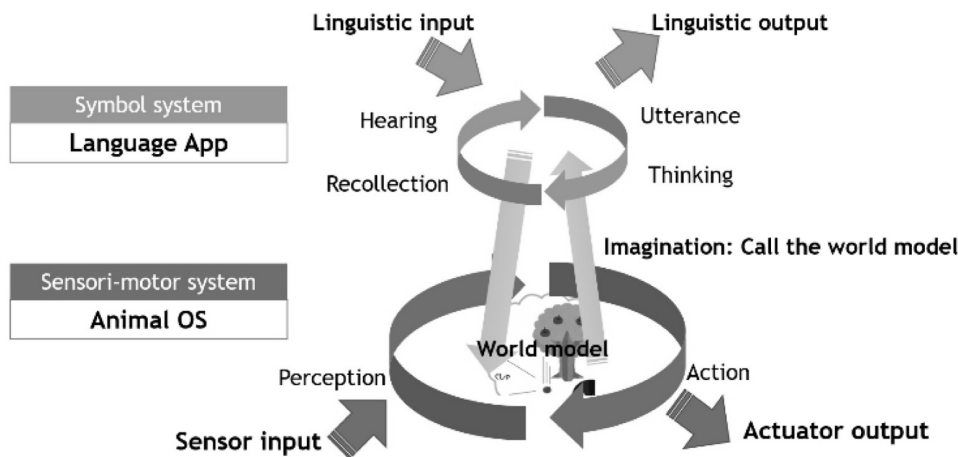 Linguistic input
Linguistic output
Symbol system
Language App
Hearing
Utterance
Recollection
Thinking
Imagination: Call the world model
Sensori-motor system
Animal OS
World model
Perception
Action
Sensor input
Actuator output